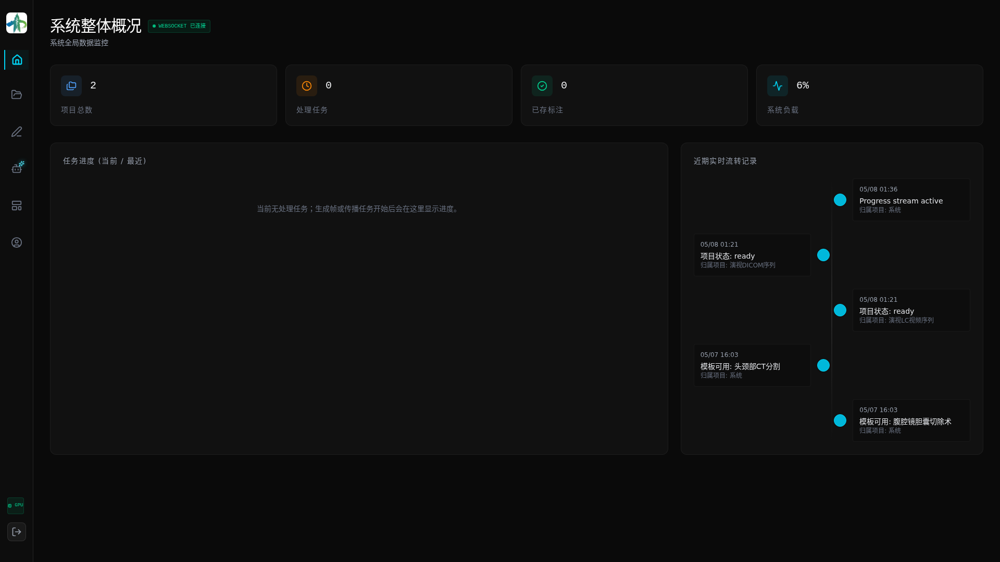 系统整体概况
WEBSOCKET 已连接
系统全局数据监控
2
项目总数
0
处理任务
0
已存标注
6%
系统负载
任务进度 (当前 / 最近)
当前无处理任务；生成帧或传播任务开始后会在这里显示进度。
近期实时流转记录
05/08 01:36
Progress stream active
归属项目: 系统
05/08 01:21
项目状态: ready
归属项目: 演视DICOM序列
05/08 01:21
项目状态: ready
归属项目: 演视LC视频序列
05/07 16:03
模板可用: 头颈部CT分割
归属项目: 系统
05/07 16:03
模板可用: 腹腔镜胆囊切除术
归属项目: 系统
GPU